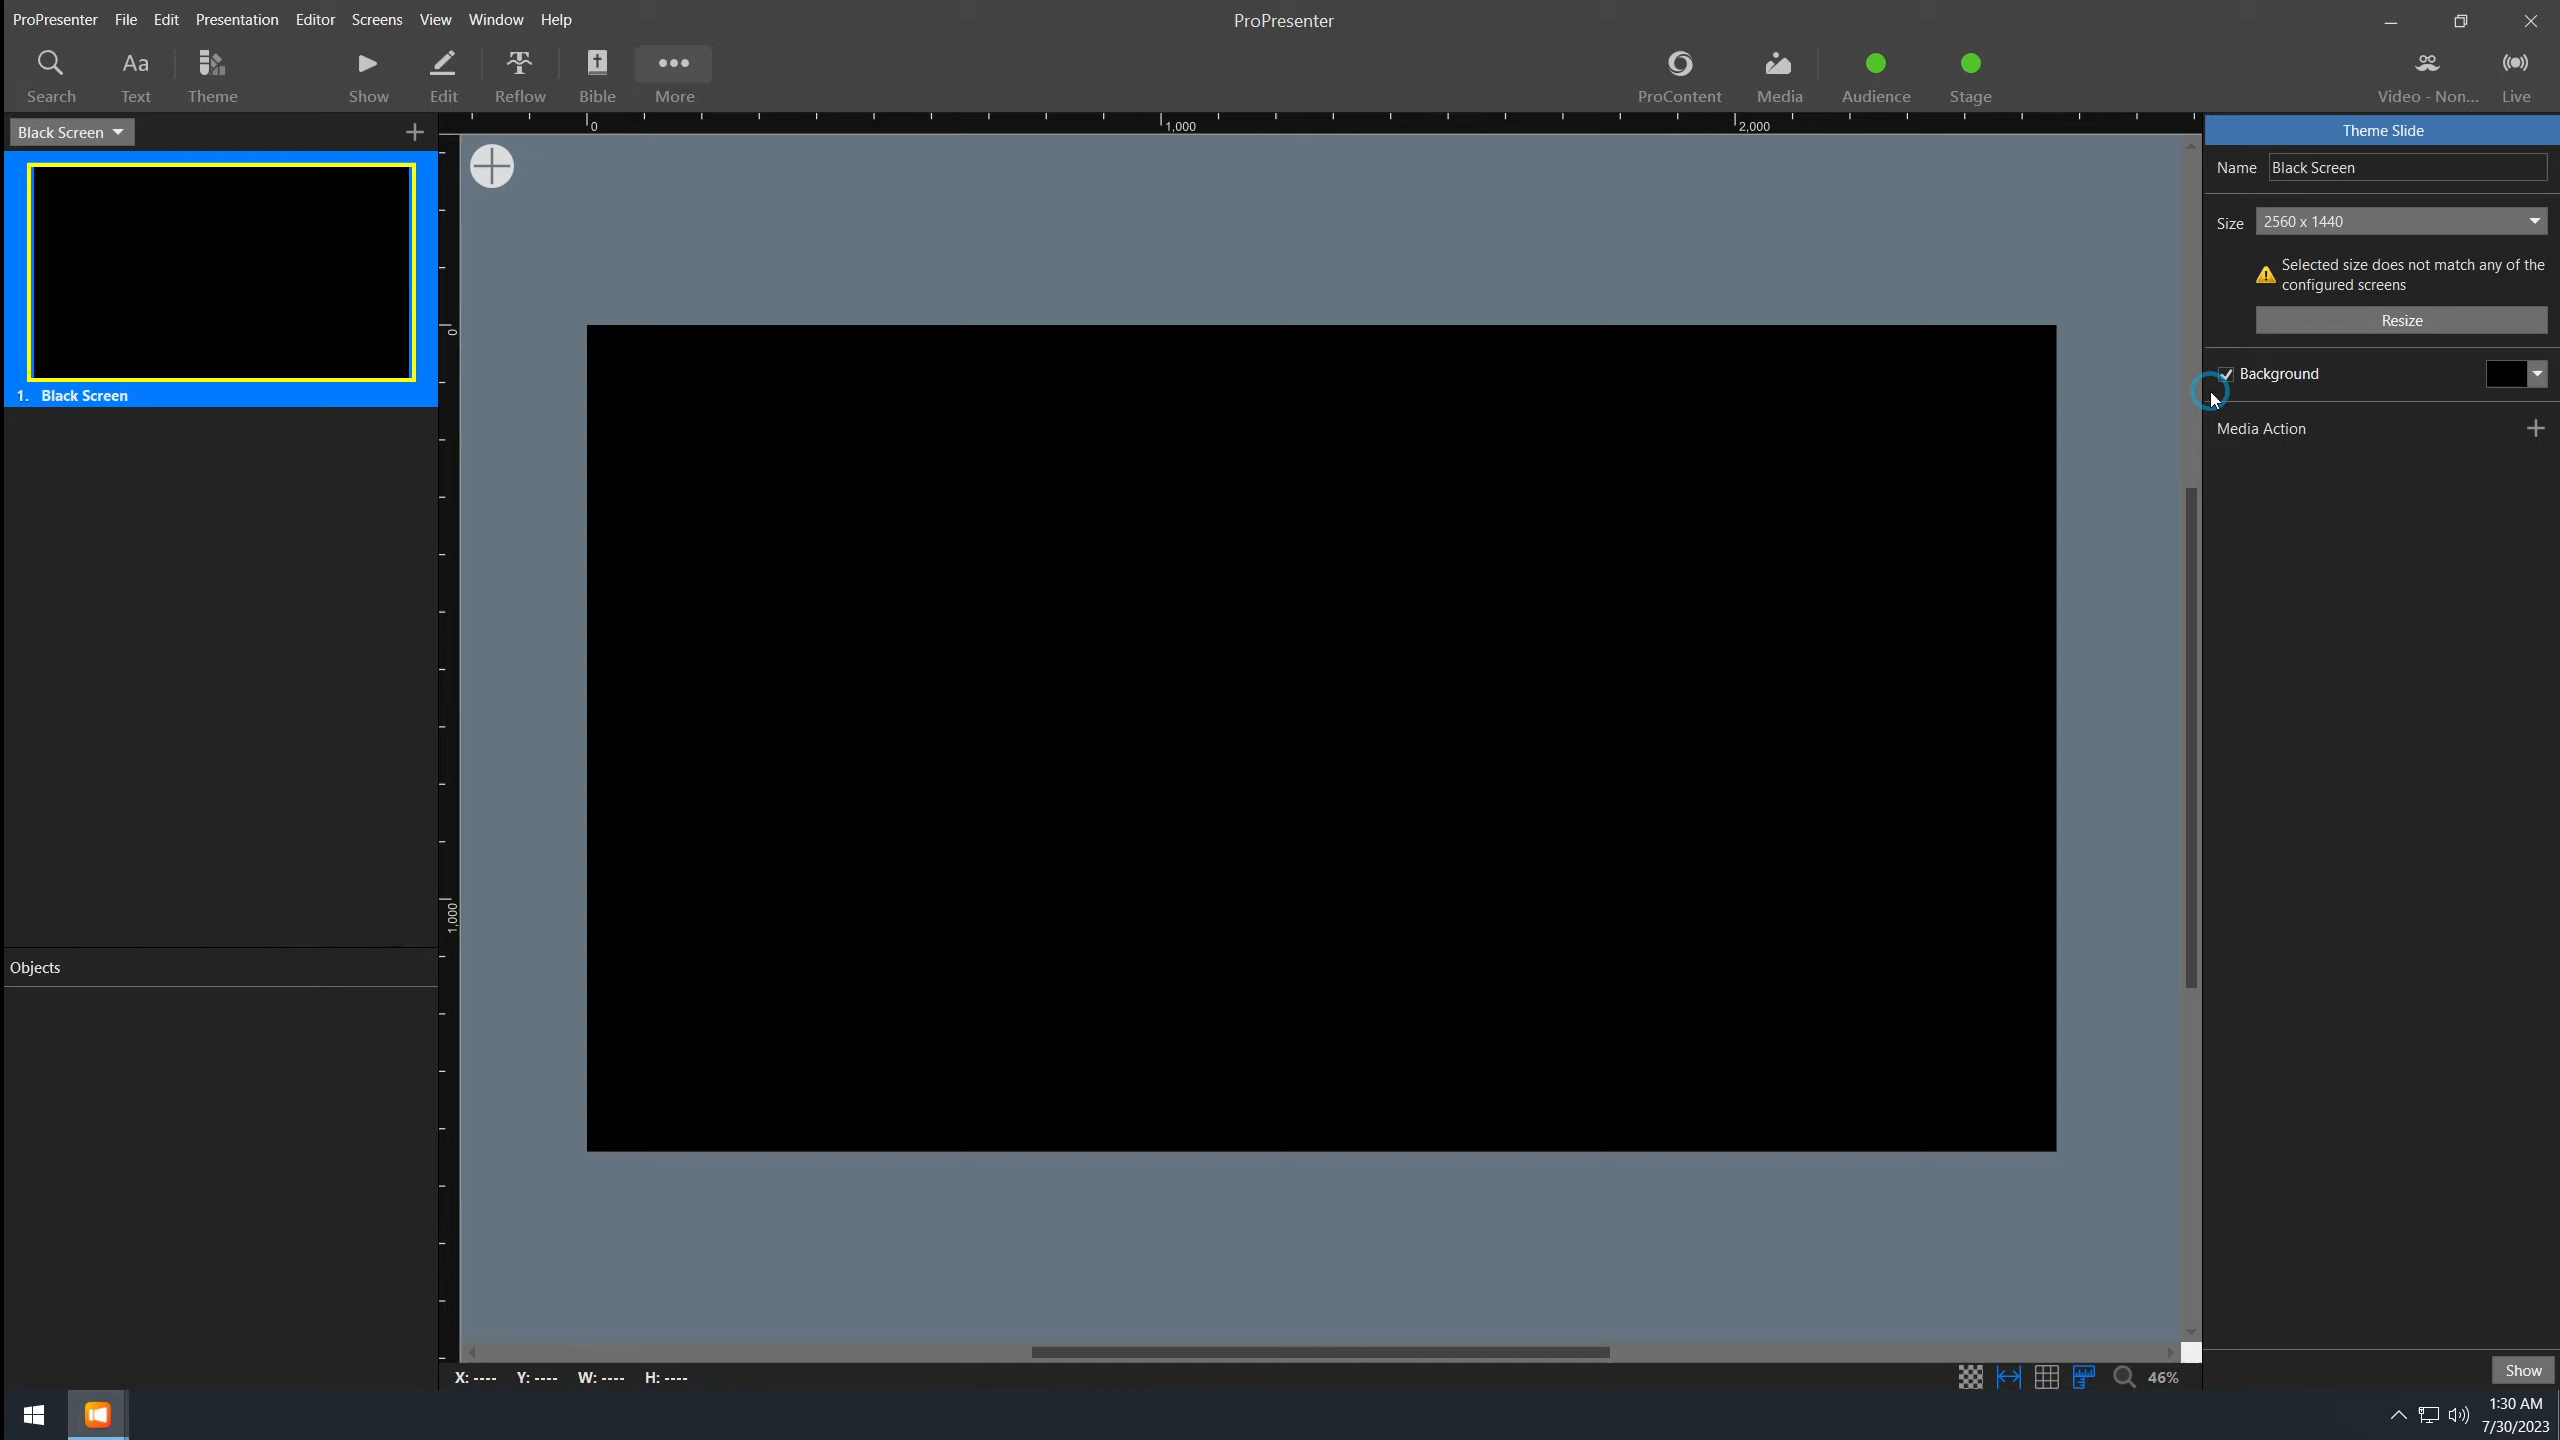 ProPresenter File Edit Presentation Editor Screens View Window Help
ProPresenter
Search Text Theme Show Edit Reflow Bible More ProContent Media Audience Stage Video - Non... Live
Black Screen
0 1,000 2,000
Theme Slide
Name Black Screen
Size 2560 x 1440
Selected size does not match any of the
configured screens
Resize
Background
Media Action
1. Black Screen
0
1,000
Objects
X: ---- Y: ---- W: ---- H: ----
46%
Show
1:30 AM
7/30/2023